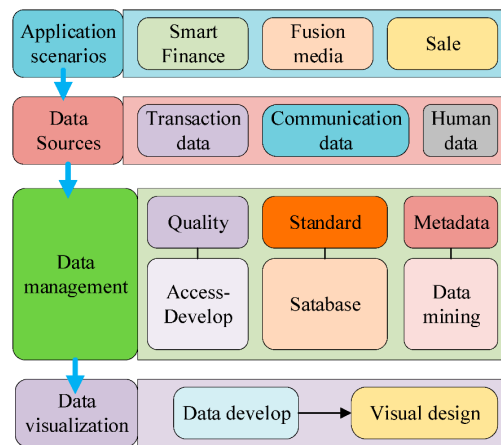 Application
scenarios
Smart
Finance
Fusion
media
Sale
Data
Sources
Transaction
data
Communication
data
Human
data
Data
management
Quality
Standard
Metadata
Access-
Develop
Satabase
Data
mining
Data
visualization
Data develop
Visual design